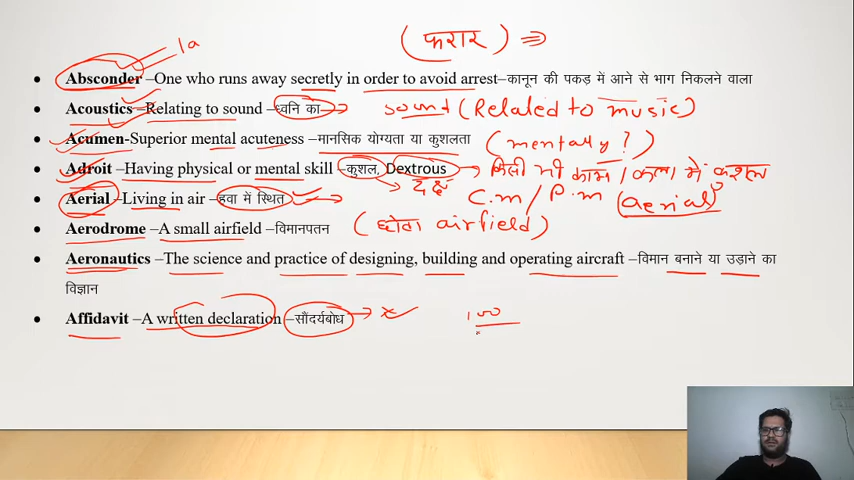 (फरार) ⇒
1a
• Absconder –One who runs away secretly in order to avoid arrest-कानून की पकड़ में आने से भाग निकलने वाला
• Acoustics –Relating to sound –ध्वनि का → sound (Related to music)
• Acumen-Superior mental acuteness –मानसिक योग्यता या कुशलता (mentally ?)
• Adroit –Having physical or mental skill –कुशल, Dextrous → किसी भी काम / कला में कुशल
→ दक्ष
• Aerial –Living in air –हवा में स्थित → C.m / P.m (aerial)
• Aerodrome –A small airfield –विमानपतन (छोटा airfield)
• Aeronautics –The science and practice of designing, building and operating aircraft –विमान बनाने या उड़ाने का
विज्ञान
• Affidavit –A written declaration –सौंदर्यबोध → 100